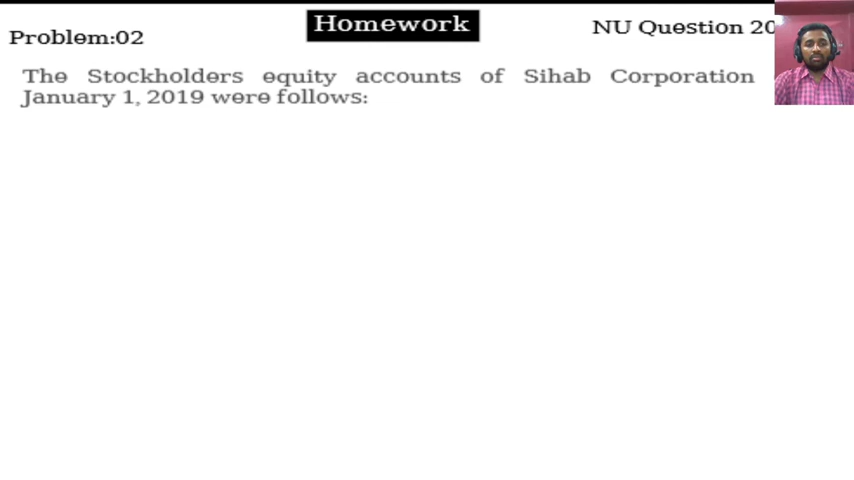 Homework
Problem:02
NU Question 20
The Stockholders equity accounts of Sihab Corporation
January 1, 2019 were follows: